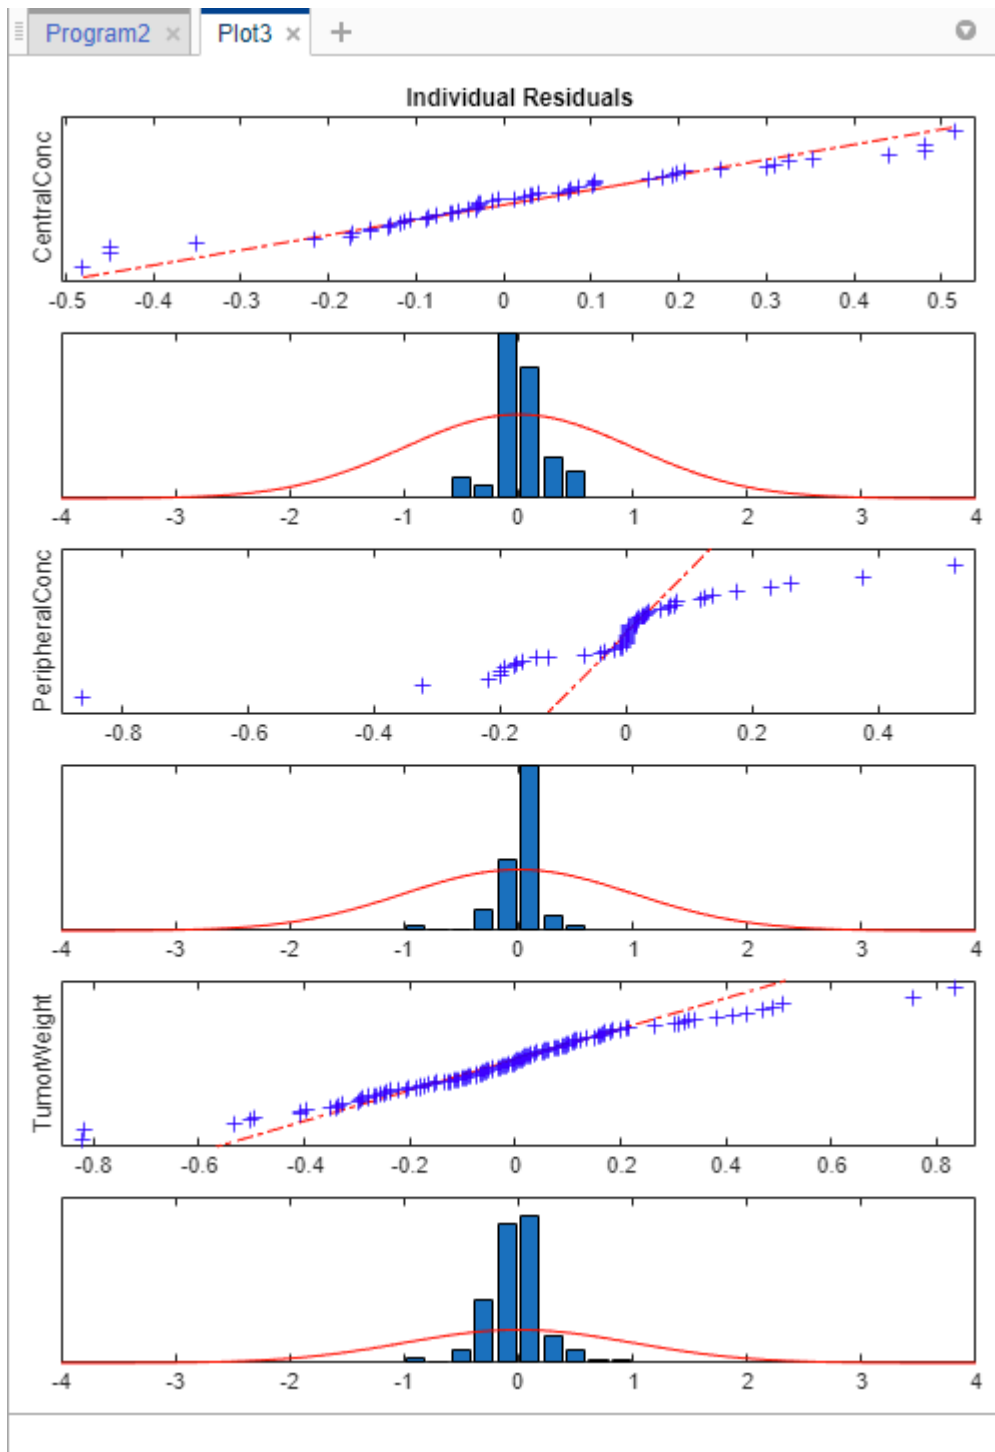 Program2 × Plot3 × +
Individual Residuals
CentralConc
-0.5 -0.4 -0.3 -0.2 -0.1 0 0.1 0.2 0.3 0.4 0.5
-4 -3 -2 -1 0 1 2 3 4
PeripheralConc
-0.8 -0.6 -0.4 -0.2 0 0.2 0.4
-4 -3 -2 -1 0 1 2 3 4
TumorWeight
-0.8 -0.6 -0.4 -0.2 0 0.2 0.4 0.6 0.8
-4 -3 -2 -1 0 1 2 3 4